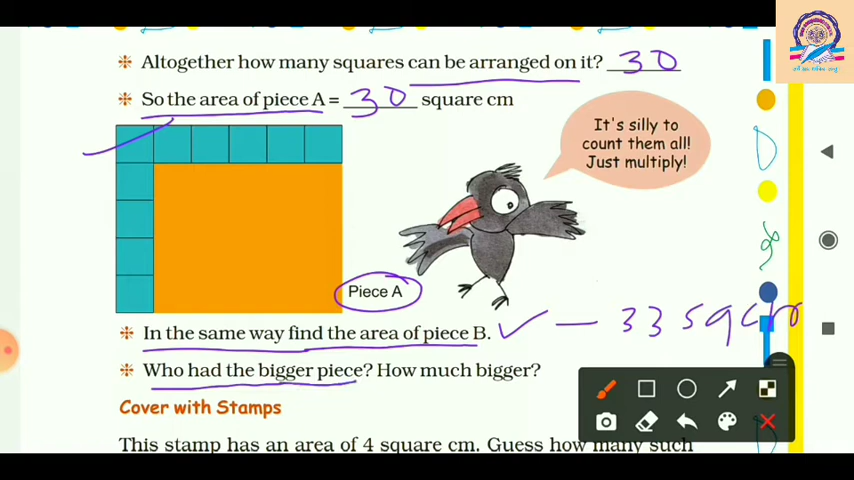 Altogether how many squares can be arranged on it? 30
So the area of piece A = 30 square cm
It's silly to
count them all!
Just multiply!
Piece A
In the same way find the area of piece B. ✓ — 33 sq cm
Who had the bigger piece? How much bigger?
Cover with Stamps
This stamp has an area of 4 square cm. Guess how many such